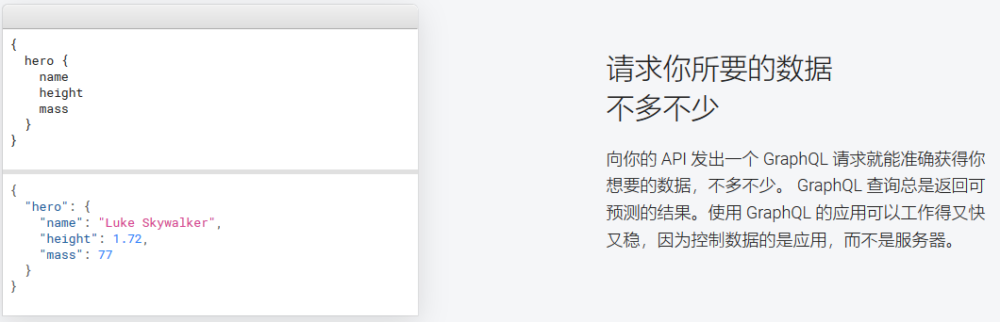 {
  hero {
    name
    height
    mass
  }
}
{
  "hero": {
    "name": "Luke Skywalker",
    "height": 1.72,
    "mass": 77
  }
}
请求你所要的数据
不多不少
向你的 API 发出一个 GraphQL 请求就能准确获得你
想要的数据，不多不少。 GraphQL 查询总是返回可
预测的结果。使用 GraphQL 的应用可以工作得又快
又稳，因为控制数据的是应用，而不是服务器。